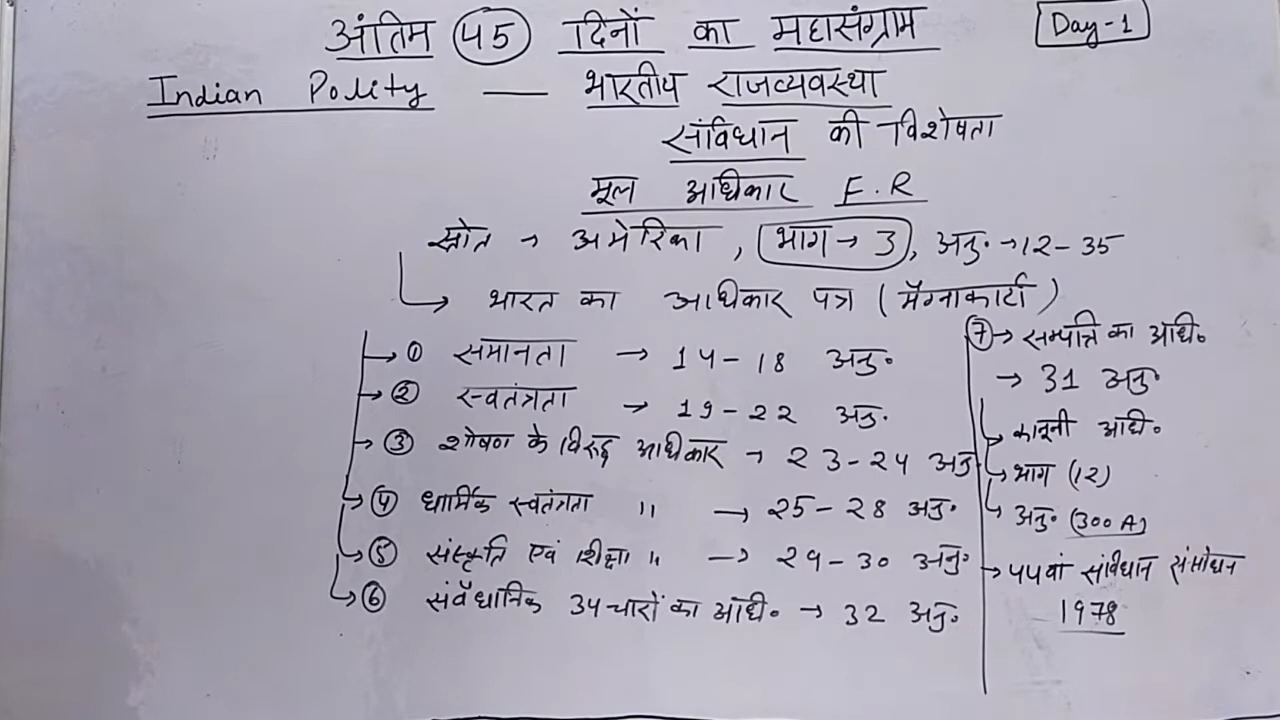 अंतिम 45 दिनों का महासंग्राम
Day-1
Indian Polity — भारतीय राजव्यवस्था
संविधान की विशेषता
मूल अधिकार F.R
स्रोत → अमेरिका, भाग → 3, अनु॰ → 12-35
→ भारत का अधिकार पत्र (मैग्नाकार्टा)
→ ① समानता → 14-18 अनु॰
→ ② स्वतंत्रता → 19-22 अनु॰
→ ③ शोषण के विरुद्ध अधिकार → 23-24 अनु
→ ④ धार्मिक स्वतंत्रता " → 25-28 अनु॰
→ ⑤ संस्कृति एवं शिक्षा " → 29-30 अनु॰
→ ⑥ संवैधानिक उपचारों का अधि॰ → 32 अनु॰
⑦ → सम्पत्ति का अधि॰
→ 31 अनु॰
→ कानूनी अधि॰
→ भाग (12)
→ अनु॰ (300 A)
→ 44वां संविधान संसोधन
1978